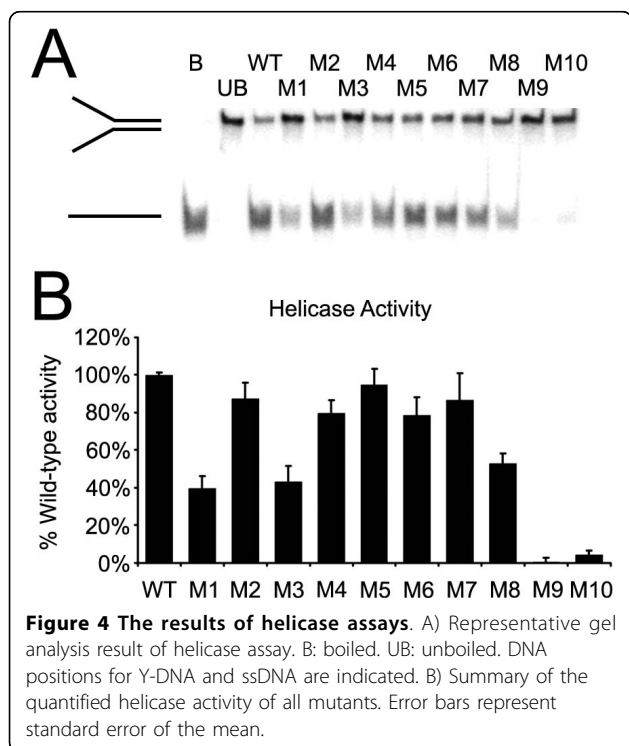 A
B WT M2 M4 M6 M8 M10
UB M1 M3 M5 M7 M9
B
Helicase Activity
% Wild-type activity
120%
100%
80%
60%
40%
20%
0%
WT M1 M2 M3 M4 M5 M6 M7 M8 M9 M10
Figure 4 The results of helicase assays. A) Representative gel
analysis result of helicase assay. B: boiled. UB: unboiled. DNA
positions for Y-DNA and ssDNA are indicated. B) Summary of the
quantified helicase activity of all mutants. Error bars represent
standard error of the mean.